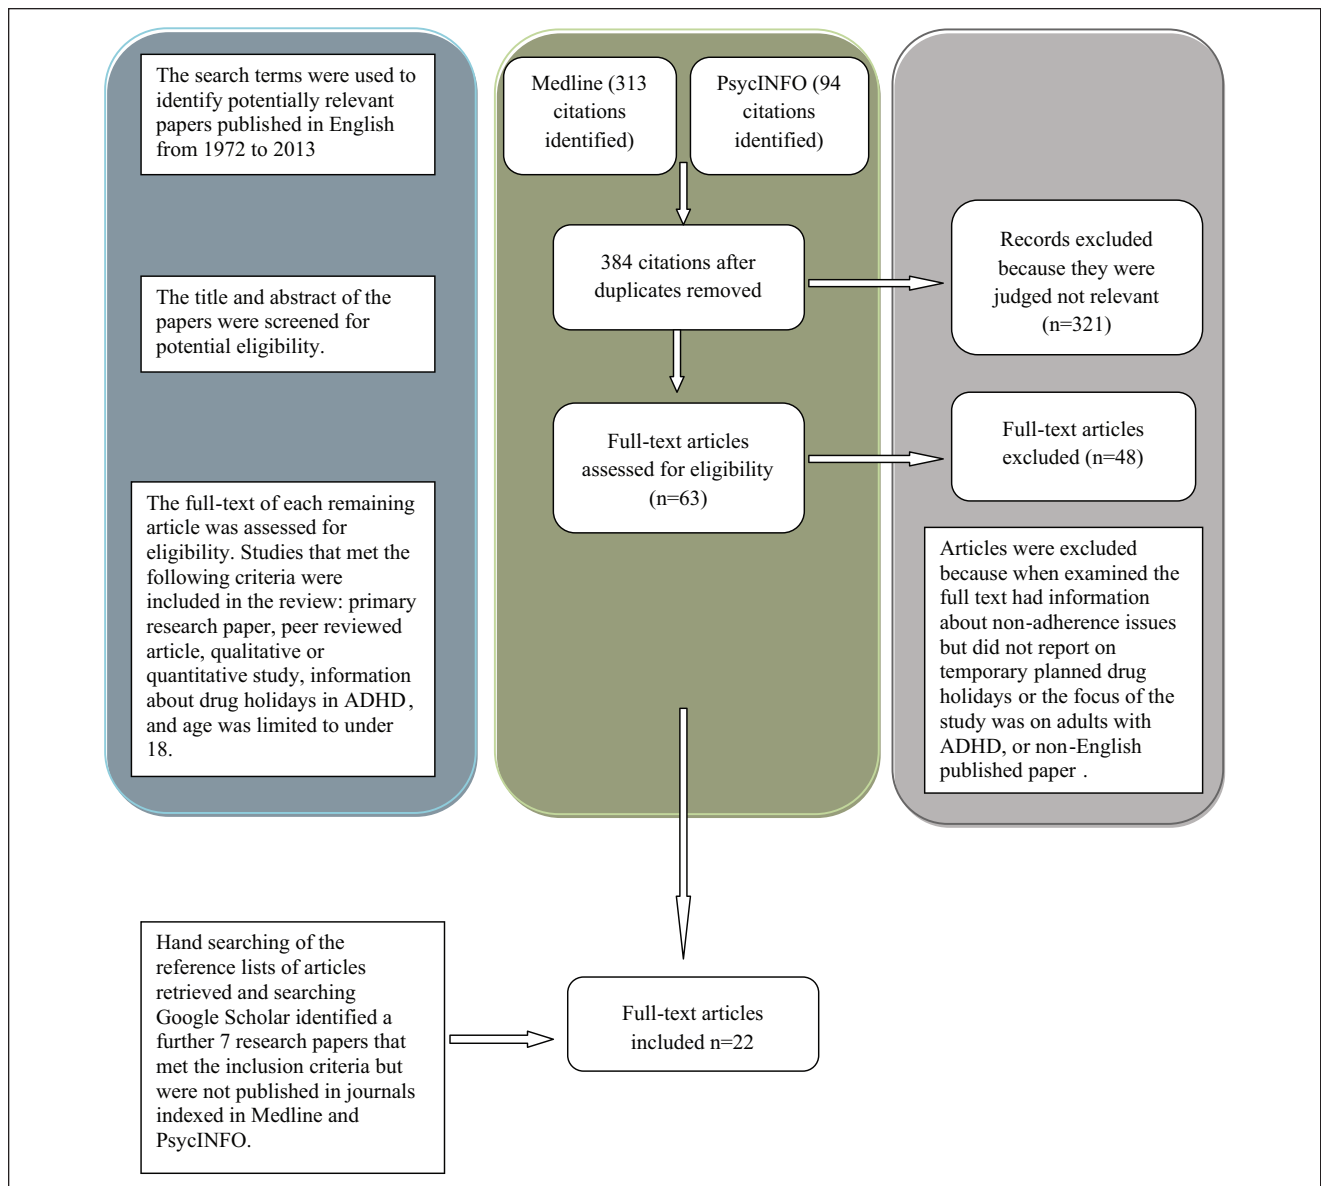 The search terms were used to
identify potentially relevant
papers published in English
from 1972 to 2013
Medline (313
citations
identified)
PsycINFO (94
citations
identified)
384 citations after
duplicates removed
Records excluded
because they were
judged not relevant
(n=321)
The title and abstract of the
papers were screened for
potential eligibility.
Full-text articles
assessed for eligibility
(n=63)
Full-text articles
excluded (n=48)
The full-text of each remaining
article was assessed for
eligibility. Studies that met the
following criteria were
included in the review: primary
research paper, peer reviewed
article, qualitative or
quantitative study, information
about drug holidays in ADHD,
and age was limited to under
18.
Articles were excluded
because when examined the
full text had information
about non-adherence issues
but did not report on
temporary planned drug
holidays or the focus of the
study was on adults with
ADHD, or non-English
published paper .
Hand searching of the
reference lists of articles
retrieved and searching
Google Scholar identified a
further 7 research papers that
met the inclusion criteria but
were not published in journals
indexed in Medline and
PsycINFO.
Full-text articles
included n=22